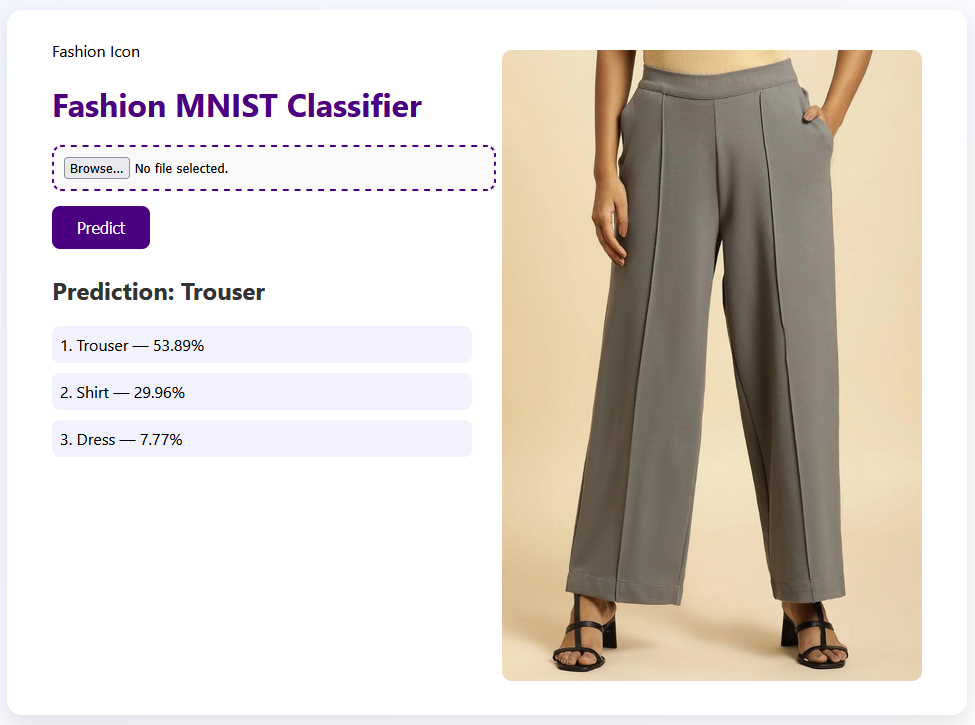 Fashion Icon
Fashion MNIST Classifier
Browse... No file selected.
Predict
Prediction: Trouser
1. Trouser — 53.89%
2. Shirt — 29.96%
3. Dress — 7.77%